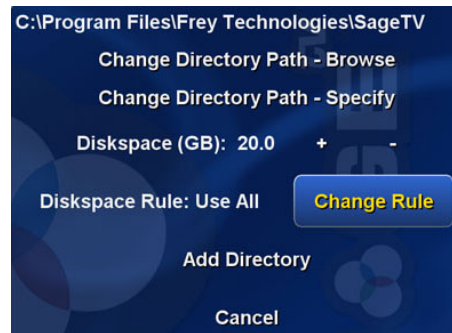 C:\Program Files\Frey Technologies\SageTV
Change Directory Path - Browse
Change Directory Path - Specify
Diskspace (GB): 20.0 + -
Diskspace Rule: Use All Change Rule
Add Directory
Cancel